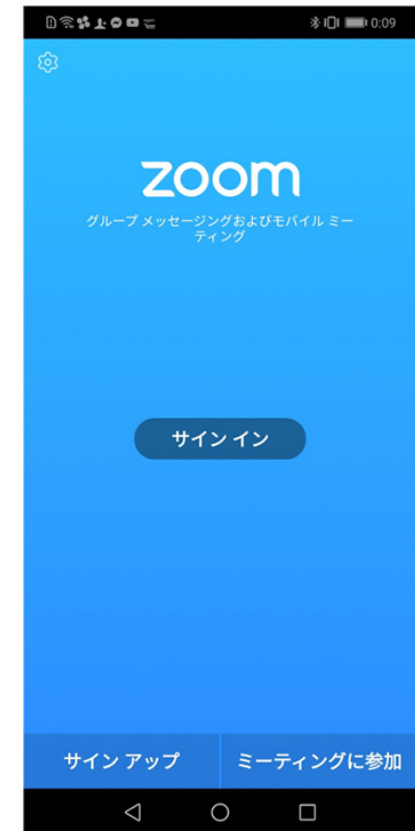 0:09
zoom
グループ メッセージングおよびモバイル ミー
ティング
サイン イン
サイン アップ
ミーティングに参加